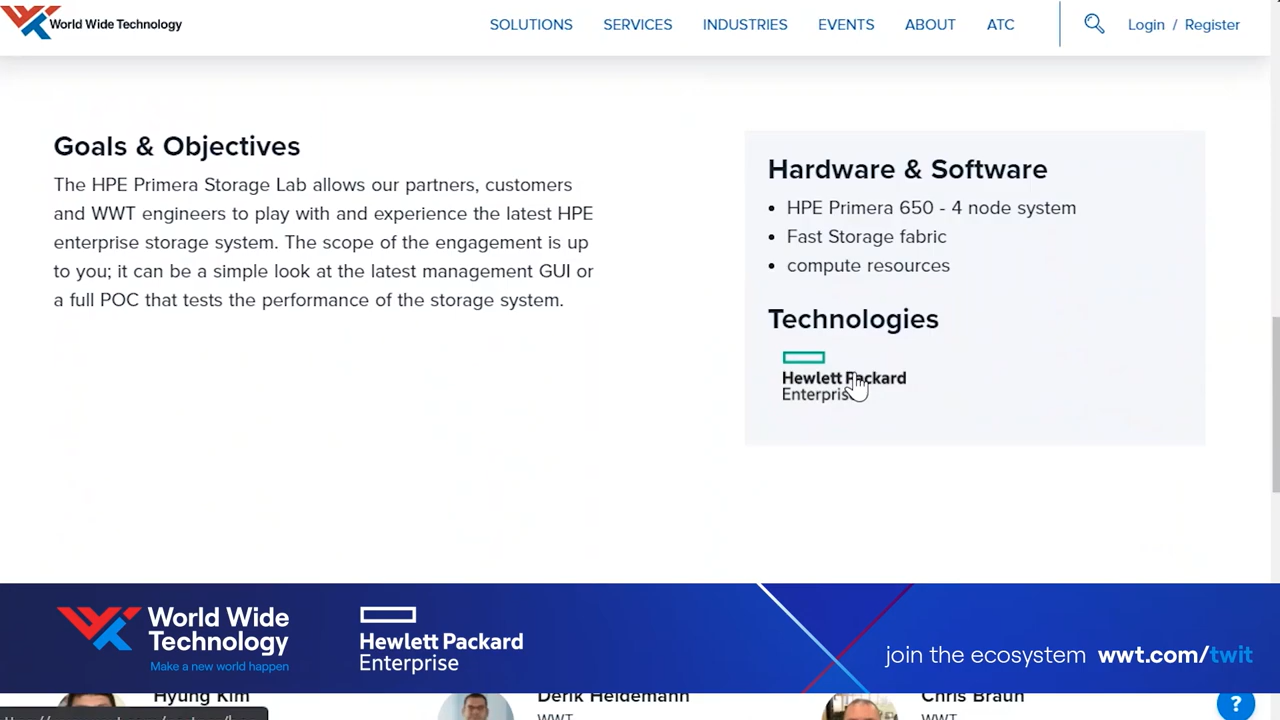 World Wide Technology
SOLUTIONS SERVICES INDUSTRIES EVENTS ABOUT ATC Login / Register
Goals & Objectives
The HPE Primera Storage Lab allows our partners, customers
and WWT engineers to play with and experience the latest HPE
enterprise storage system. The scope of the engagement is up
to you; it can be a simple look at the latest management GUI or
a full POC that tests the performance of the storage system.
Hardware & Software
• HPE Primera 650 - 4 node system
• Fast Storage fabric
• compute resources
Technologies
Hewlett Packard
Enterprise
World Wide
Technology
Make a new world happen
Hewlett Packard
Enterprise
join the ecosystem wwt.com/twit
Hyung Kim
Derik Heidemann
WWT
Chris Braun
WWT
?